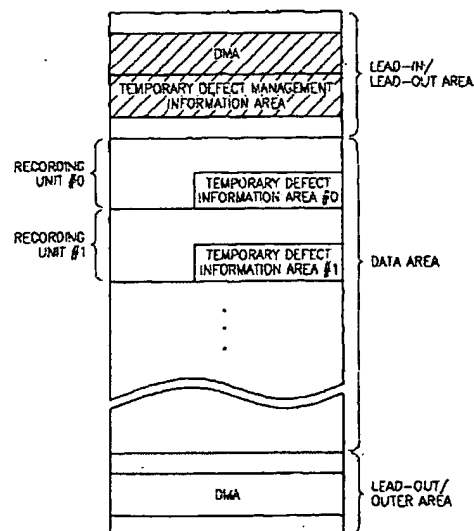 DMA
TEMPORARY DEFECT MANAGEMENT
INFORMATION AREA
LEAD-IN/
LEAD-OUT AREA
RECORDING
UNIT #0
TEMPORARY DEFECT
INFORMATION AREA #0
RECORDING
UNIT #1
TEMPORARY DEFECT
INFORMATION AREA #1
DATA AREA
DMA
LEAD-OUT/
OUTER AREA